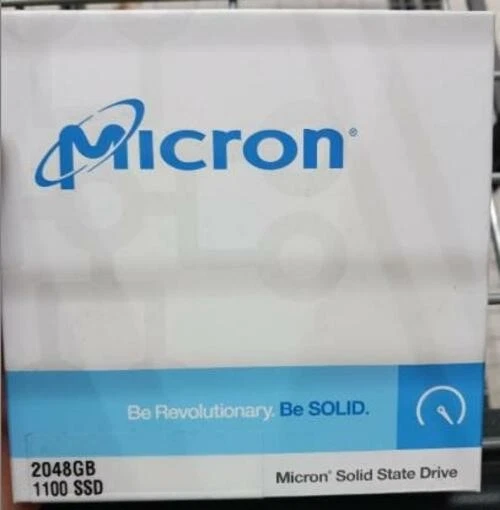 Micron®
Be Revolutionary. Be SOLID.
2048GB
1100 SSD
Micron® Solid State Drive